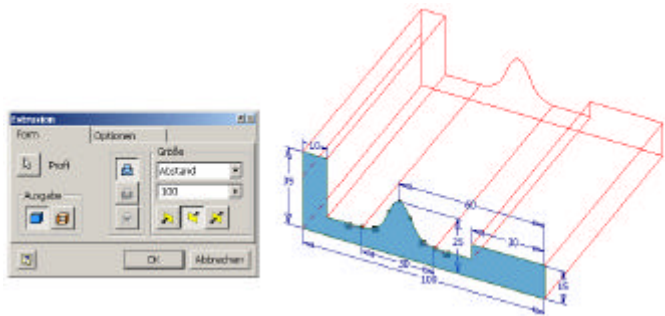 Extrusion
Form
Optionen
Profil
Größe
Abstand
100
Ausgabe
OK
Abbrechen
10
35
60
25
30
30
100
15